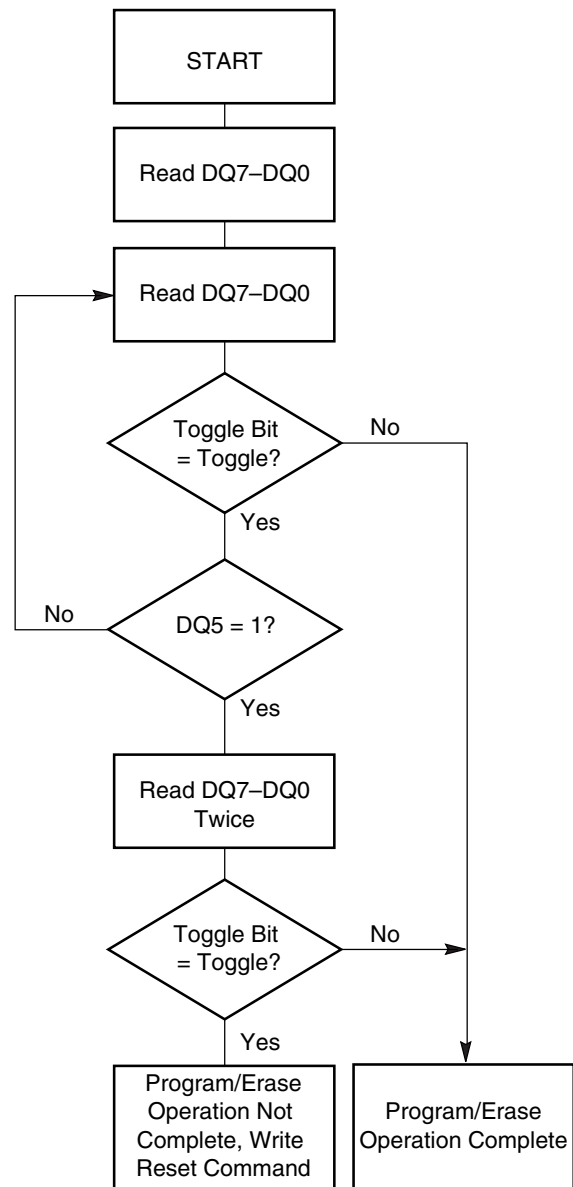 START
Read DQ7–DQ0
Read DQ7–DQ0
Toggle Bit
= Toggle?
No
Yes
No
DQ5 = 1?
Yes
Read DQ7–DQ0
Twice
Toggle Bit
= Toggle?
No
Yes
Program/Erase
Operation Not
Complete, Write
Reset Command
Program/Erase
Operation Complete